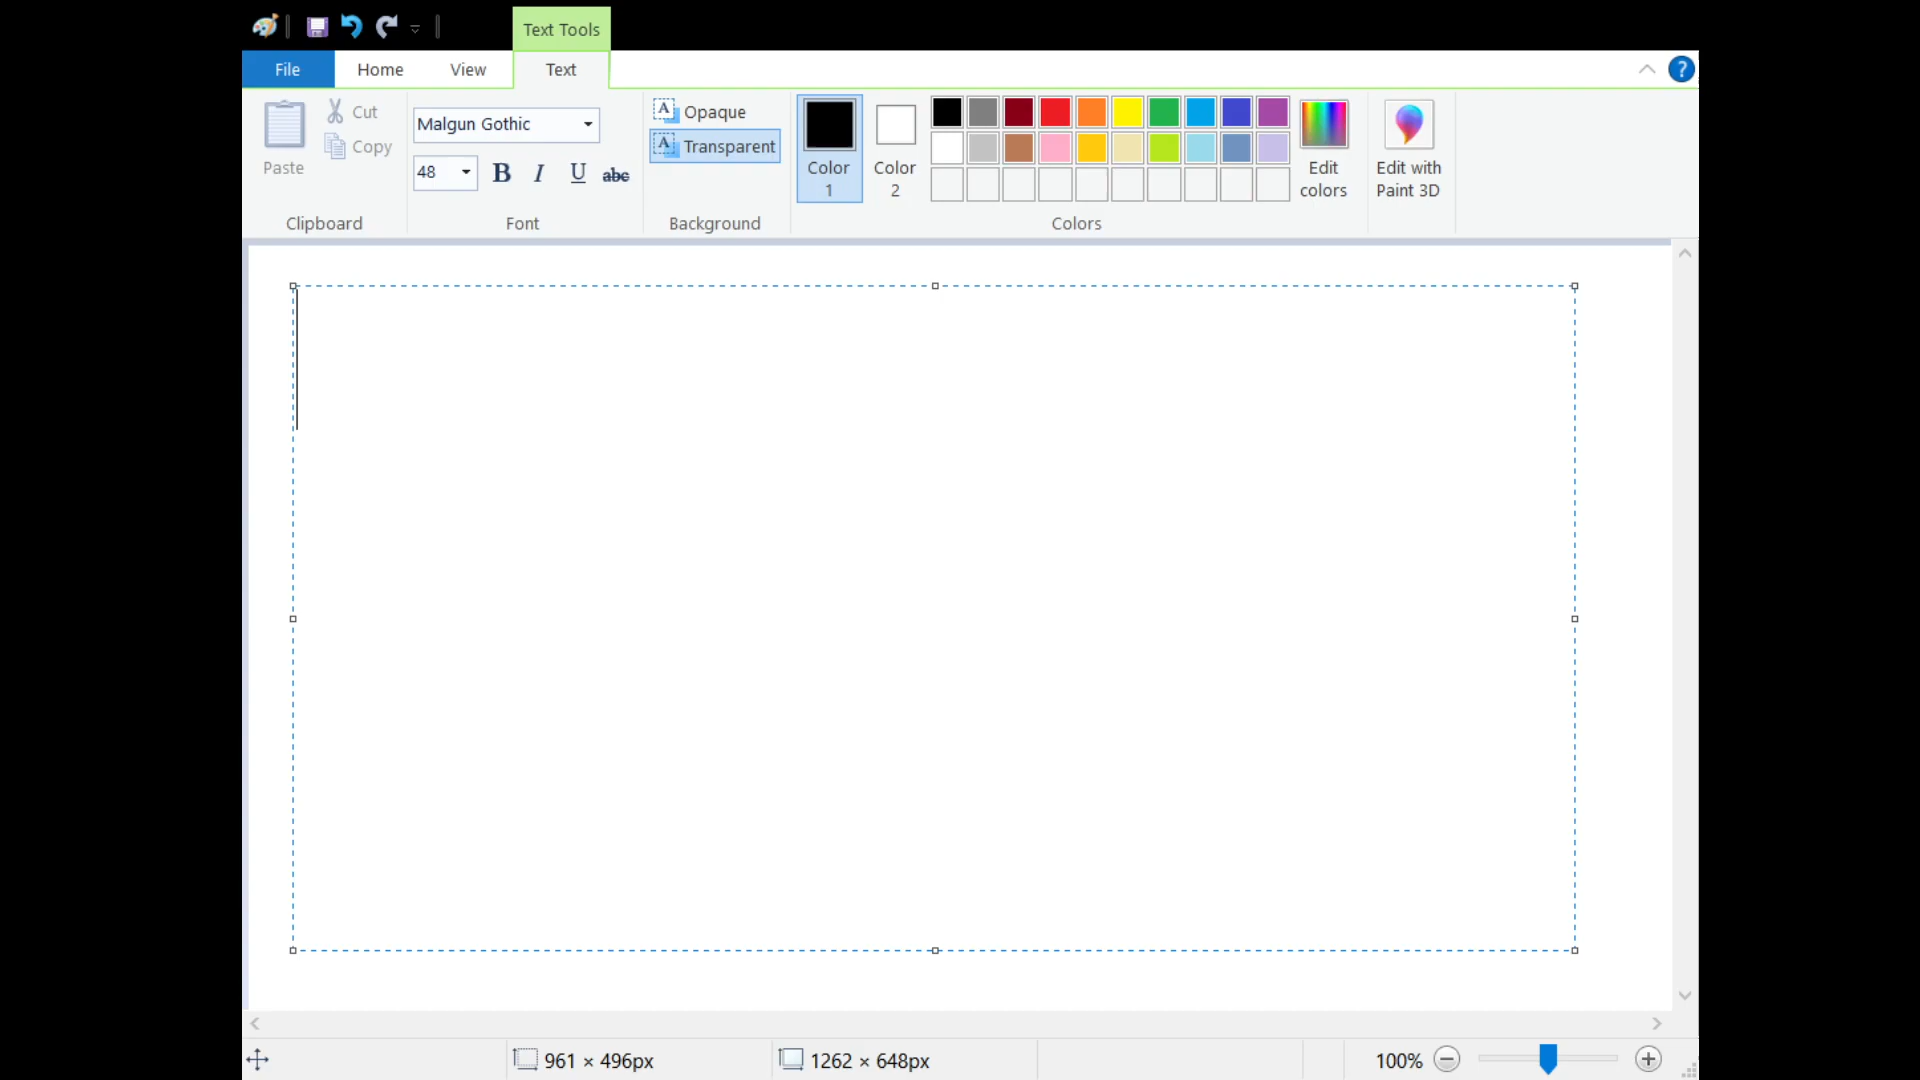 Text Tools
File Home View Text
Paste Cut Copy Clipboard
Malgun Gothic
48 B I U abc Font
Opaque
Transparent
Background
Color 1
Color 2
Colors
Edit colors
Edit with Paint 3D
961 × 496px 1262 × 648px 100%